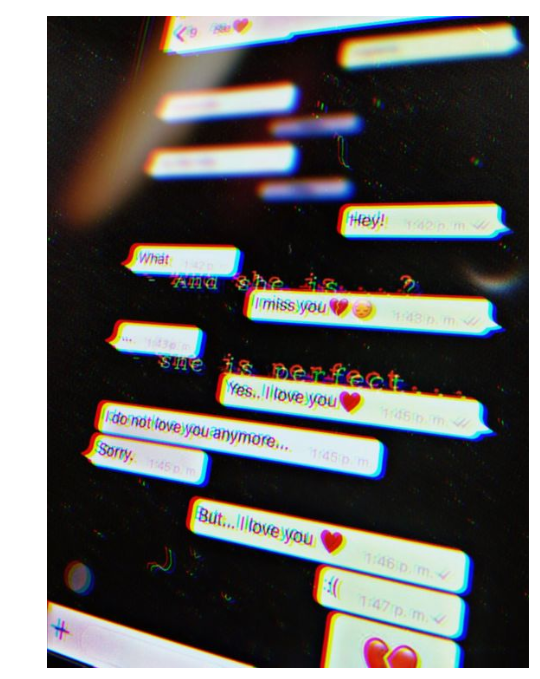 9
Hey! 1:42 p. m.
What 1:42 p.
- And she is....?
I miss you 💔😔 1:43 p. m.
... 1:43 p. m.
she is perfect....
Yes.. I love you❤ 1:45 p. m.
I do not love you anymore... 1:45 p. m.
Sorry. 1:45 p. m.
But... I love you ❤ 1:46 p. m.
:(( 1:47 p. m.
💔
+